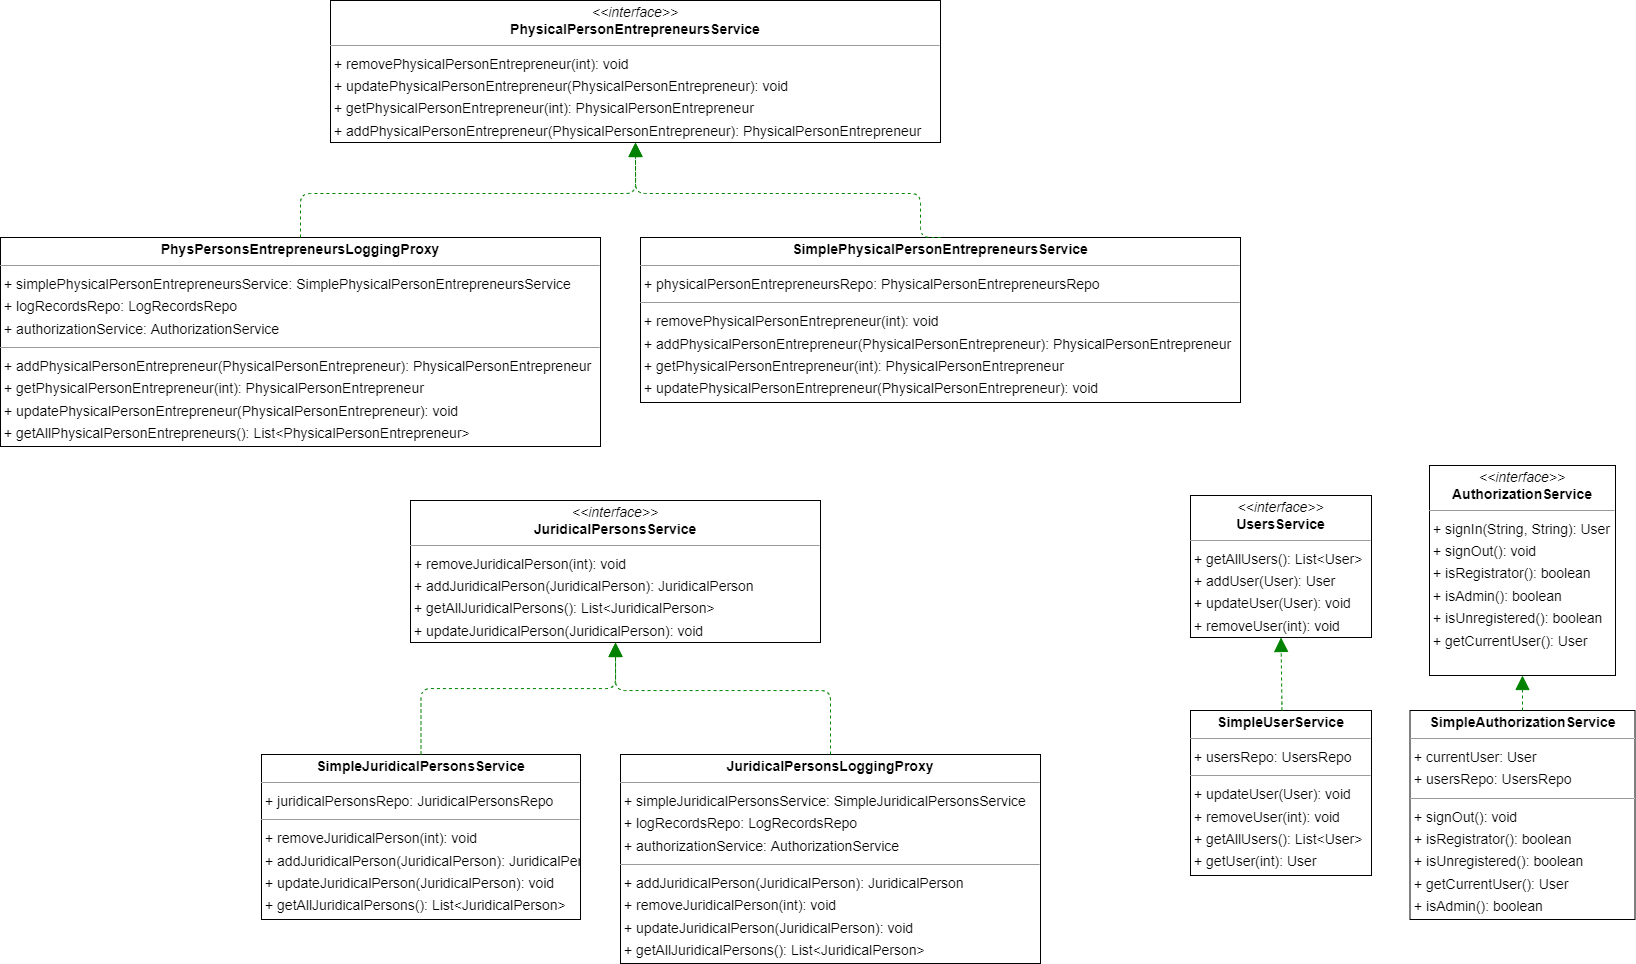 <<interface>>
PhysicalPersonEntrepreneursService
+ removePhysicalPersonEntrepreneur(int): void
+ updatePhysicalPersonEntrepreneur(PhysicalPersonEntrepreneur): void
+ getPhysicalPersonEntrepreneur(int): PhysicalPersonEntrepreneur
+ addPhysicalPersonEntrepreneur(PhysicalPersonEntrepreneur): PhysicalPersonEntrepreneur
PhysPersonsEntrepreneursLoggingProxy
+ simplePhysicalPersonEntrepreneursService: SimplePhysicalPersonEntrepreneursService
+ logRecordsRepo: LogRecordsRepo
+ authorizationService: AuthorizationService
+ addPhysicalPersonEntrepreneur(PhysicalPersonEntrepreneur): PhysicalPersonEntrepreneur
+ getPhysicalPersonEntrepreneur(int): PhysicalPersonEntrepreneur
+ updatePhysicalPersonEntrepreneur(PhysicalPersonEntrepreneur): void
+ getAllPhysicalPersonEntrepreneurs(): List<PhysicalPersonEntrepreneur>
SimplePhysicalPersonEntrepreneursService
+ physicalPersonEntrepreneursRepo: PhysicalPersonEntrepreneursRepo
+ removePhysicalPersonEntrepreneur(int): void
+ addPhysicalPersonEntrepreneur(PhysicalPersonEntrepreneur): PhysicalPersonEntrepreneur
+ getPhysicalPersonEntrepreneur(int): PhysicalPersonEntrepreneur
+ updatePhysicalPersonEntrepreneur(PhysicalPersonEntrepreneur): void
<<interface>>
JuridicalPersonsService
+ removeJuridicalPerson(int): void
+ addJuridicalPerson(JuridicalPerson): JuridicalPerson
+ getAllJuridicalPersons(): List<JuridicalPerson>
+ updateJuridicalPerson(JuridicalPerson): void
<<interface>>
UsersService
+ getAllUsers(): List<User>
+ addUser(User): User
+ updateUser(User): void
+ removeUser(int): void
<<interface>>
AuthorizationService
+ signIn(String, String): User
+ signOut(): void
+ isRegistrator(): boolean
+ isAdmin(): boolean
+ isUnregistered(): boolean
+ getCurrentUser(): User
SimpleJuridicalPersonsService
+ juridicalPersonsRepo: JuridicalPersonsRepo
+ removeJuridicalPerson(int): void
+ addJuridicalPerson(JuridicalPerson): JuridicalPer
+ updateJuridicalPerson(JuridicalPerson): void
+ getAllJuridicalPersons(): List<JuridicalPerson>
JuridicalPersonsLoggingProxy
+ simpleJuridicalPersonsService: SimpleJuridicalPersonsService
+ logRecordsRepo: LogRecordsRepo
+ authorizationService: AuthorizationService
+ addJuridicalPerson(JuridicalPerson): JuridicalPerson
+ removeJuridicalPerson(int): void
+ updateJuridicalPerson(JuridicalPerson): void
+ getAllJuridicalPersons(): List<JuridicalPerson>
SimpleUserService
+ usersRepo: UsersRepo
+ updateUser(User): void
+ removeUser(int): void
+ getAllUsers(): List<User>
+ getUser(int): User
SimpleAuthorizationService
+ currentUser: User
+ usersRepo: UsersRepo
+ signOut(): void
+ isRegistrator(): boolean
+ isUnregistered(): boolean
+ getCurrentUser(): User
+ isAdmin(): boolean